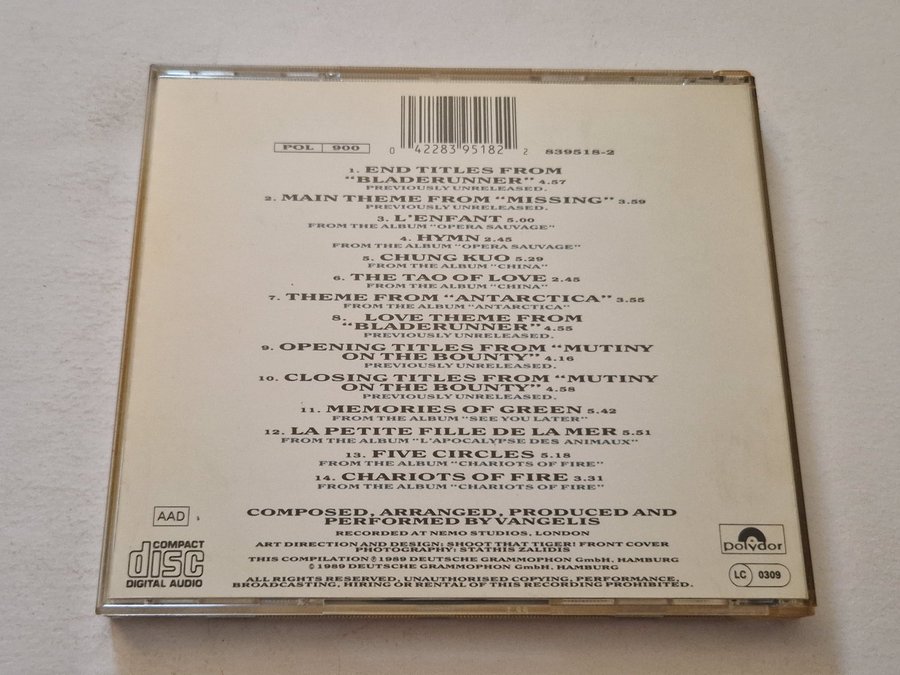 POL 900
0 42283 95182 2
839518-2
1. END TITLES FROM
"BLADERUNNER" 4.57
PREVIOUSLY UNRELEASED.
2. MAIN THEME FROM "MISSING" 3.59
PREVIOUSLY UNRELEASED.
3. L'ENFANT 5.00
FROM THE ALBUM "OPERA SAUVAGE"
4. HYMN 2.45
FROM THE ALBUM "OPERA SAUVAGE"
5. CHUNG KUO 5.29
FROM THE ALBUM "CHINA"
6. THE TAO OF LOVE 2.45
FROM THE ALBUM "CHINA"
7. THEME FROM "ANTARCTICA" 3.55
FROM THE ALBUM "ANTARCTICA"
8. LOVE THEME FROM
"BLADERUNNER" 4.55
PREVIOUSLY UNRELEASED.
9. OPENING TITLES FROM "MUTINY
ON THE BOUNTY" 4.16
PREVIOUSLY UNRELEASED.
10. CLOSING TITLES FROM "MUTINY
ON THE BOUNTY" 4.58
PREVIOUSLY UNRELEASED.
11. MEMORIES OF GREEN 5.42
FROM THE ALBUM "SEE YOU LATER"
12. LA PETITE FILLE DE LA MER 5.51
FROM THE ALBUM "L'APOCALYPSE DES ANIMAUX"
13. FIVE CIRCLES 5.18
FROM THE ALBUM "CHARIOTS OF FIRE"
14. CHARIOTS OF FIRE 3.31
FROM THE ALBUM "CHARIOTS OF FIRE"
COMPOSED, ARRANGED, PRODUCED AND
PERFORMED BY VANGELIS
RECORDED AT NEMO STUDIOS, LONDON
ART DIRECTION AND DESIGN: SHOOT THAT TIGER! FRONT COVER
PHOTOGRAPHY: STATHIS ZALIDIS
THIS COMPILATION ℗ 1989 DEUTSCHE GRAMMOPHON GmbH, HAMBURG
© 1989 DEUTSCHE GRAMMOPHON GmbH, HAMBURG
ALL RIGHTS RESERVED, UNAUTHORISED COPYING, PERFORMANCE,
BROADCASTING, HIRING OR RENTAL OF THIS RECORDING PROHIBITED.
AAD
COMPACT
disc
DIGITAL AUDIO
polydor
LC 0309